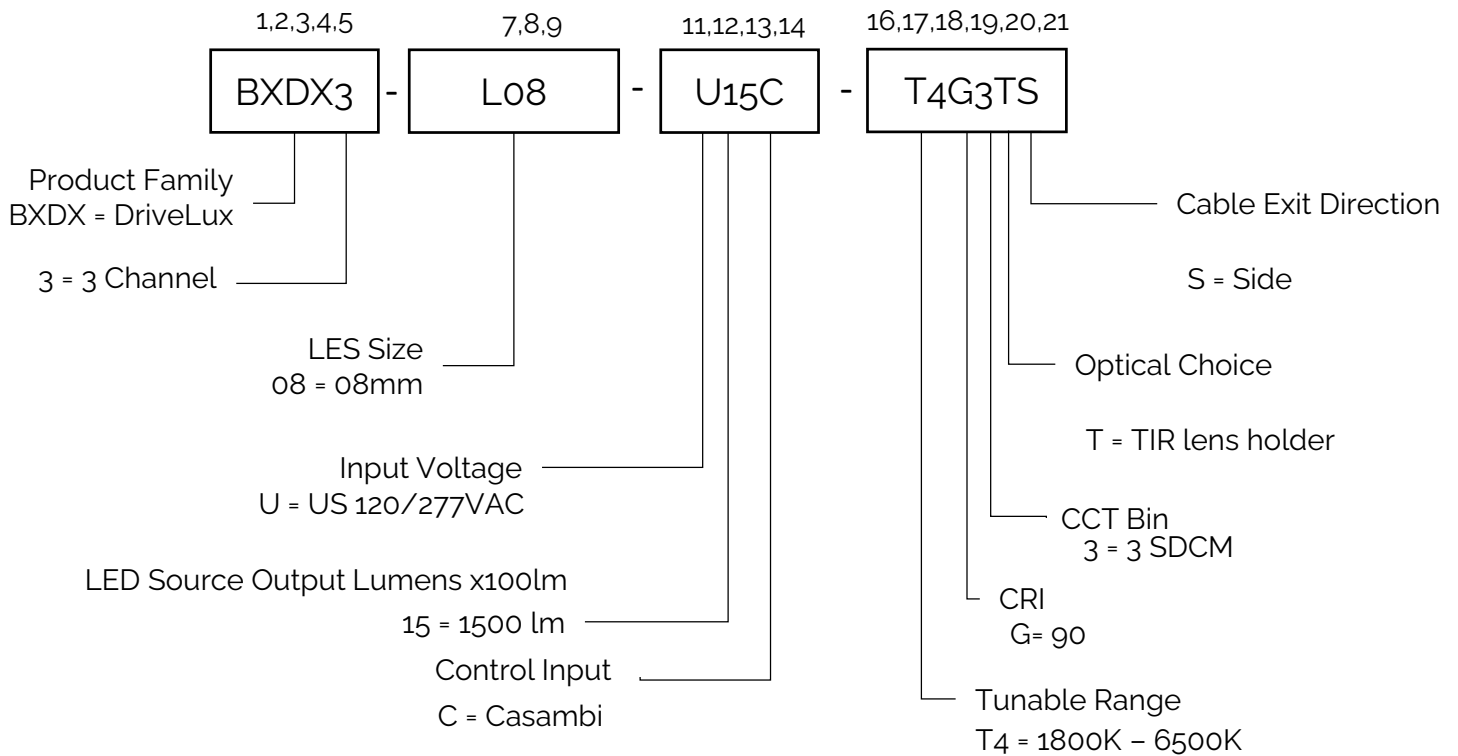 1,2,3,4,5 7,8,9 11,12,13,14 16,17,18,19,20,21
BXDX3 - L08 - U15C - T4G3TS
Product Family
BXDX = DriveLux
3 = 3 Channel
LES Size
08 = 08mm
Input Voltage
U = US 120/277VAC
LED Source Output Lumens x100lm
15 = 1500 lm
Control Input
C = Casambi
Cable Exit Direction
S = Side
Optical Choice
T = TIR lens holder
CCT Bin
3 = 3 SDCM
CRI
G= 90
Tunable Range
T4 = 1800K – 6500K